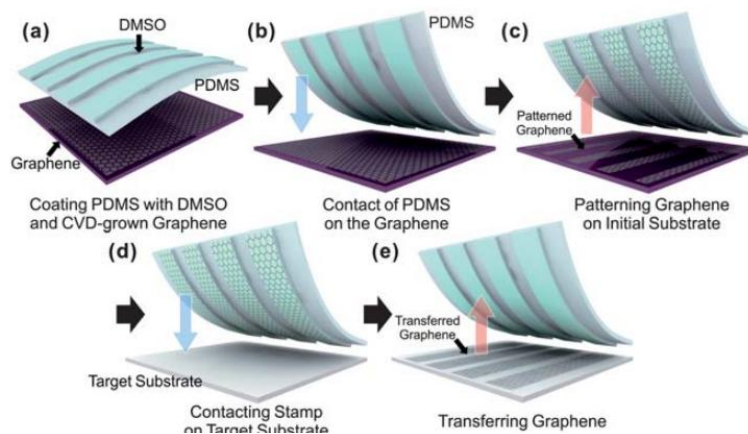 (a)
DMSO
PDMS
Graphene
Coating PDMS with DMSO
and CVD-grown Graphene
(b)
PDMS
Contact of PDMS
on the Graphene
(c)
Patterned
Graphene
Patterning Graphene
on Initial Substrate
(d)
Target Substrate
Contacting Stamp
on Target Substrate
(e)
Transferred
Graphene
Transferring Graphene